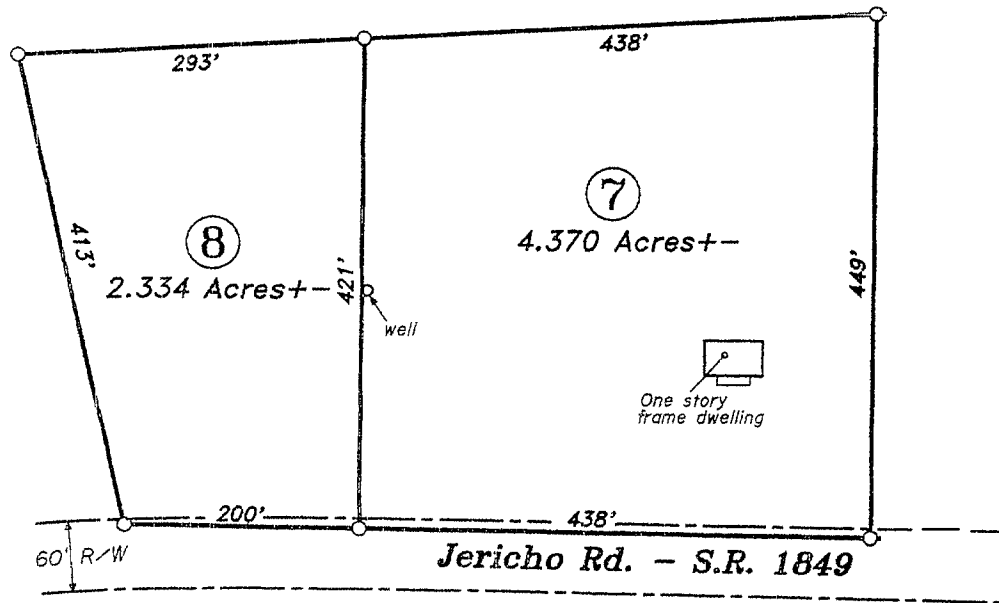 293'
438'
413'
8
2.334 Acres+-
421'
well
7
4.370 Acres+-
449'
One story
frame dwelling
200'
438'
60' R/W
Jericho Rd. - S.R. 1849